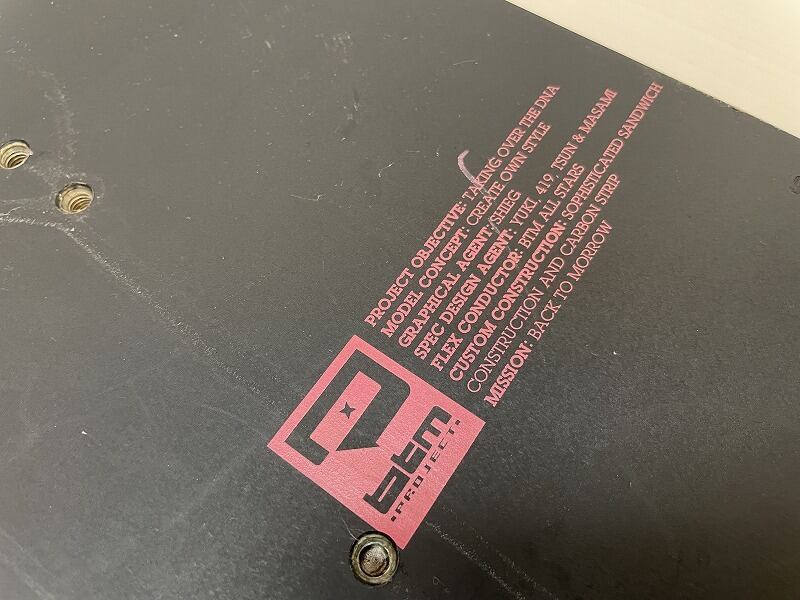 PROJECT OBJECTIVE: TAKING OVER THE DNA
MODEL CONCEPT: CREATE OWN STYLE
GRAPHICAL AGENT: SHIEG
SPEC DESIGN AGENT: YUKI, 419, TSUN & MASAMI
FLEX CONDUCTOR: BTM ALL STARS
CUSTOM CONSTRUCTION: SOPHISTICATED SANDWICH
CONSTRUCTION AND CARBON STRIP
MISSION: BACK TO MORROW
btm
•PROJECT•